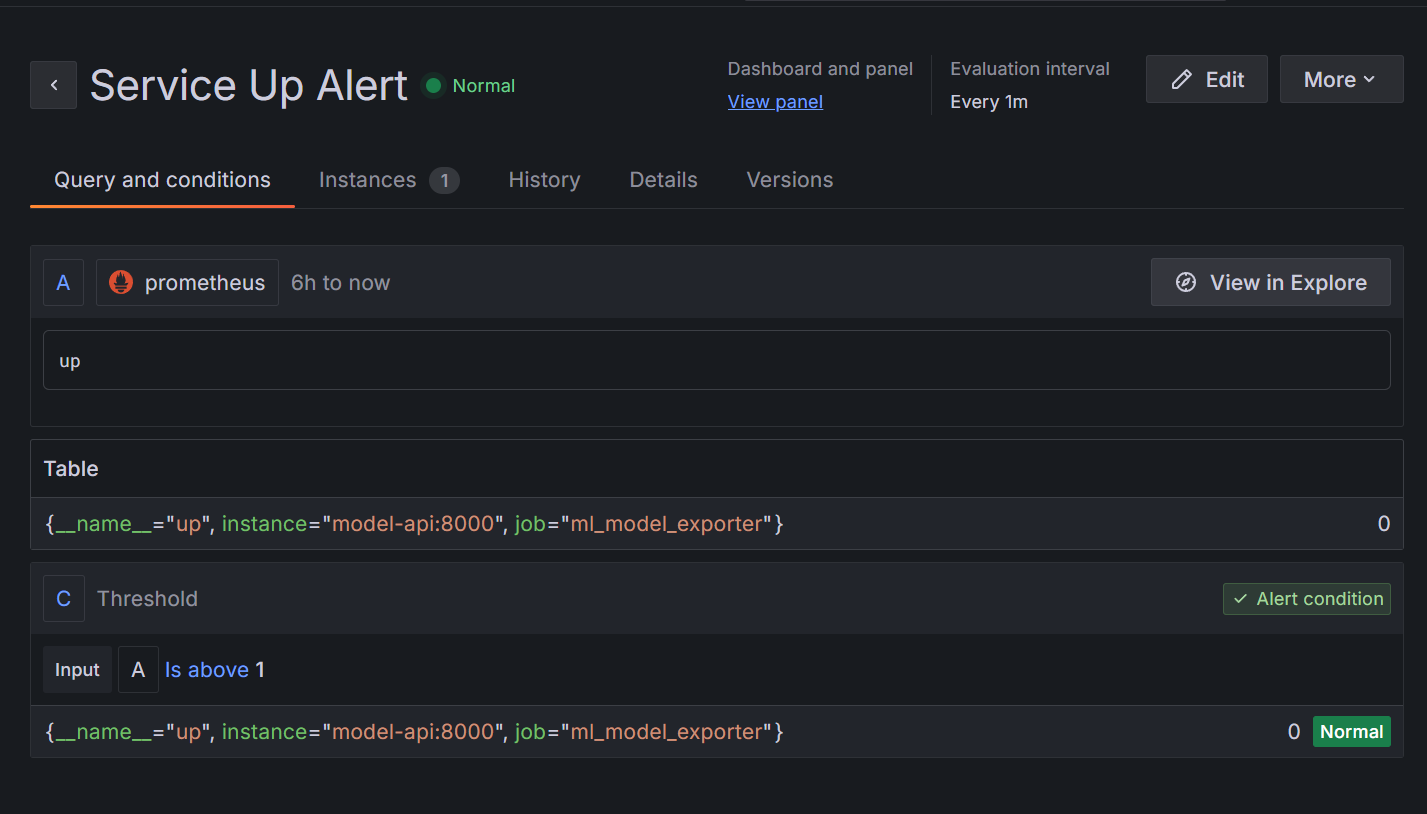 Service Up Alert
Normal
Dashboard and panel
View panel
Evaluation interval
Every 1m
Edit
More
Query and conditions
Instances 1
History
Details
Versions
A
prometheus
6h to now
View in Explore
up
Table
{__name__="up", instance="model-api:8000", job="ml_model_exporter"} 0
C
Threshold
Alert condition
Input A Is above 1
{__name__="up", instance="model-api:8000", job="ml_model_exporter"} 0 Normal